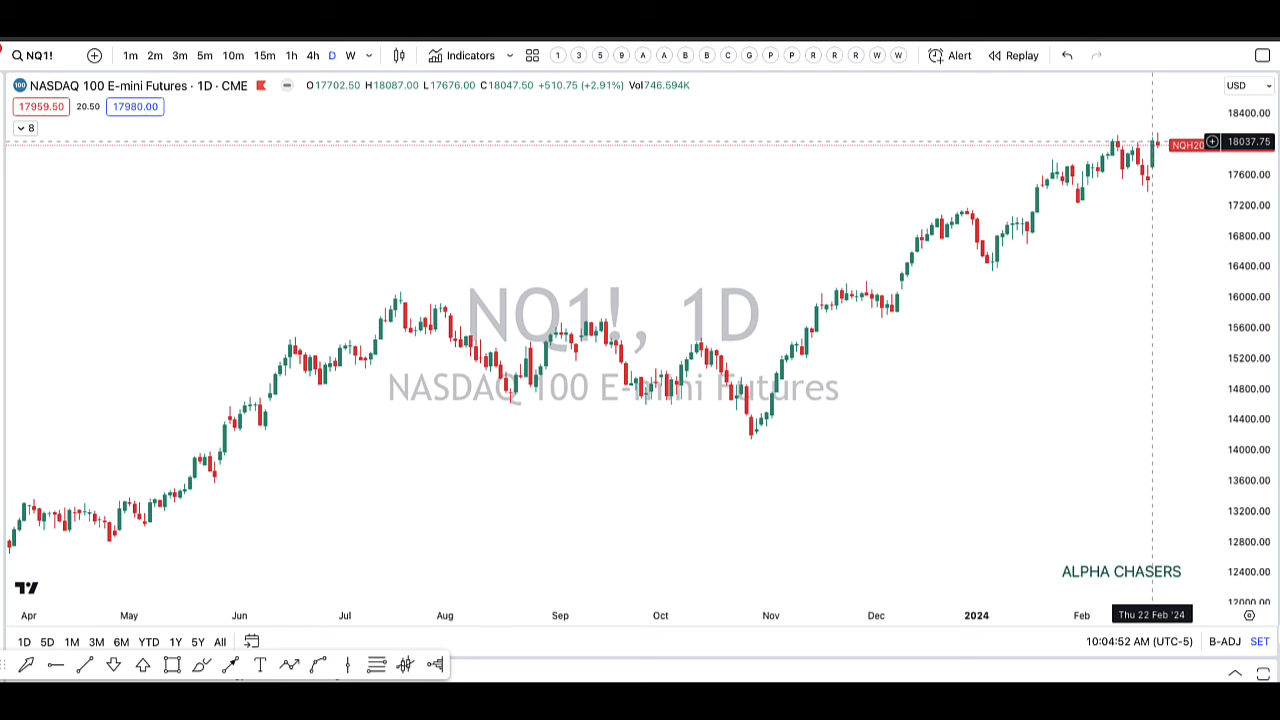 NQ1! 1m 2m 3m 5m 10m 15m 1h 4h D W Indicators 1 3 5 9 A A B B C G P P R R R W W Alert Replay
NASDAQ 100 E-mini Futures · 1D · CME O17702.50 H18087.00 L17676.00 C18047.50 +510.75 (+2.91%) Vol746.594K USD
17959.50 20.50 17980.00
8
18400.00
NQH20 18037.75
17600.00
17200.00
16800.00
16400.00
16000.00
NQ1!, 1D
15600.00
15200.00
NASDAQ 100 E-mini Futures
14800.00
14400.00
14000.00
13600.00
13200.00
12800.00
ALPHA CHASERS
12400.00
12000.00
Apr May Jun Jul Aug Sep Oct Nov Dec 2024 Feb Thu 22 Feb '24
1D 5D 1M 3M 6M YTD 1Y 5Y All 10:04:52 AM (UTC-5) B-ADJ SET